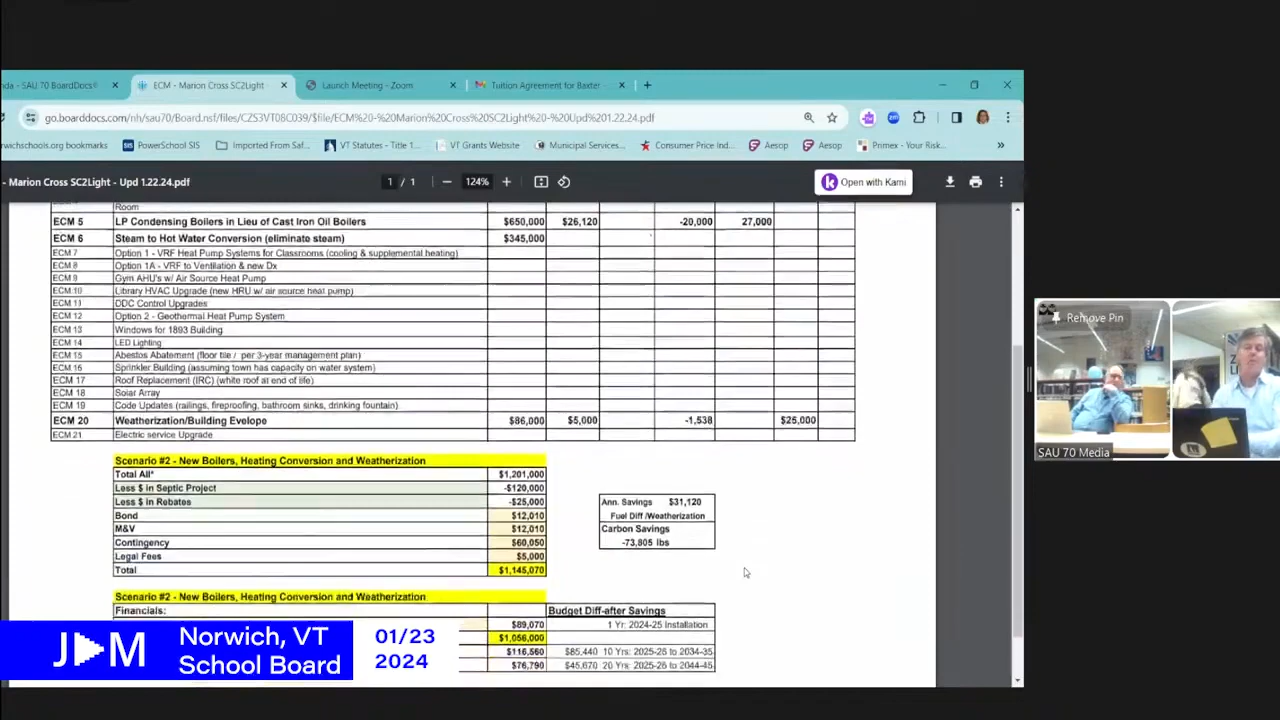 nda - SAU 70 BoardDocs®
ECM - Marion Cross SC2Light -
Launch Meeting - Zoom
Tuition Agreement for Baxter -
go.boarddocs.com/nh/sau70/Board.nsf/files/CZS3VT08C039/$file/ECM%20-%20Marion%20Cross%20SC2Light%20-%20Upd%201.22.24.pdf
rwichschools.org bookmarks
PowerSchool SIS
Imported From Saf...
VT Statutes - Title 1...
VT Grants Website
Municipal Services...
Consumer Price Ind...
Aesop
Aesop
Primex - Your Risk...
»
- Marion Cross SC2Light - Upd 1.22.24.pdf
1 / 1
124%
Open with Kami
Room
ECM 5 LP Condensing Boilers in Lieu of Cast Iron Oil Boilers $650,000 $26,120 -20,000 27,000
ECM 6 Steam to Hot Water Conversion (eliminate steam) $345,000
ECM 7 Option 1 - VRF Heat Pump Systems for Classrooms (cooling & supplemental heating)
ECM 8 Option 1A - VRF to Ventilation & new Dx
ECM 9 Gym AHU's w/ Air Source Heat Pump
ECM 10 Library HVAC Upgrade (new HRU w/ air source heat pump)
ECM 11 DDC Control Upgrades
ECM 12 Option 2 - Geothermal Heat Pump System
ECM 13 Windows for 1893 Building
ECM 14 LED Lighting
ECM 15 Abestos Abatement (floor tile / per 3-year management plan)
ECM 16 Sprinkler Building (assuming town has capacity on water system)
ECM 17 Roof Replacement (IRC) (white roof at end of life)
ECM 18 Solar Array
ECM 19 Code Updates (railings, fireproofing, bathroom sinks, drinking fountain)
ECM 20 Weatherization/Building Evelope $86,000 $5,000 -1,538 $25,000
ECM 21 Electric service Upgrade
Scenario #2 - New Boilers, Heating Conversion and Weatherization
Total All* $1,201,000
Less $ in Septic Project -$120,000
Less $ in Rebates -$25,000
Bond $12,010
M&V $12,010
Contingency $60,050
Legal Fees $5,000
Total $1,145,070
Ann. Savings $31,120
Fuel Diff /Weatherization
Carbon Savings
-73,805 lbs
Scenario #2 - New Boilers, Heating Conversion and Weatherization
Financials: Budget Diff-after Savings
$89,070 1 Yr: 2024-25 Installation
$1,056,000
$116,560 $85,440 10 Yrs: 2025-26 to 2034-35
$76,790 $45,670 20 Yrs: 2025-26 to 2044-45
Remove Pin
SAU 70 Media
J M
Norwich, VT
School Board
01/23
2024